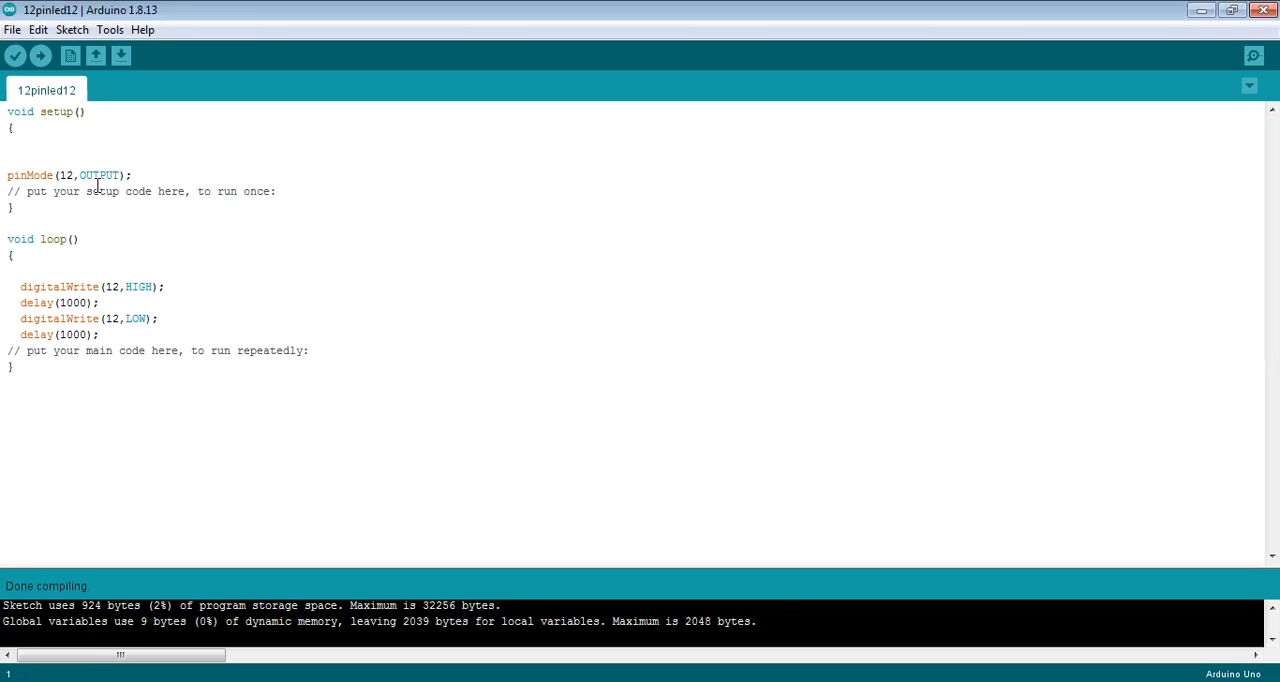 12pinled12 | Arduino 1.8.13
File Edit Sketch Tools Help
12pinled12
void setup()
{
pinMode(12,OUTPUT);
// put your setup code here, to run once:
}
void loop()
{
digitalWrite(12,HIGH);
delay(1000);
digitalWrite(12,LOW);
delay(1000);
// put your main code here, to run repeatedly:
}
Done compiling.
Sketch uses 924 bytes (2%) of program storage space. Maximum is 32256 bytes.
Global variables use 9 bytes (0%) of dynamic memory, leaving 2039 bytes for local variables. Maximum is 2048 bytes.
1 Arduino Uno